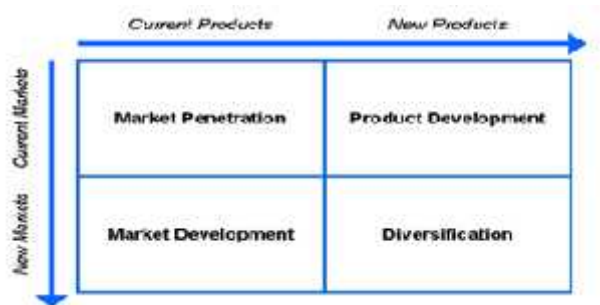 Current Products New Products
Current Markets
Market Penetration Product Development
New Markets
Market Development Diversification